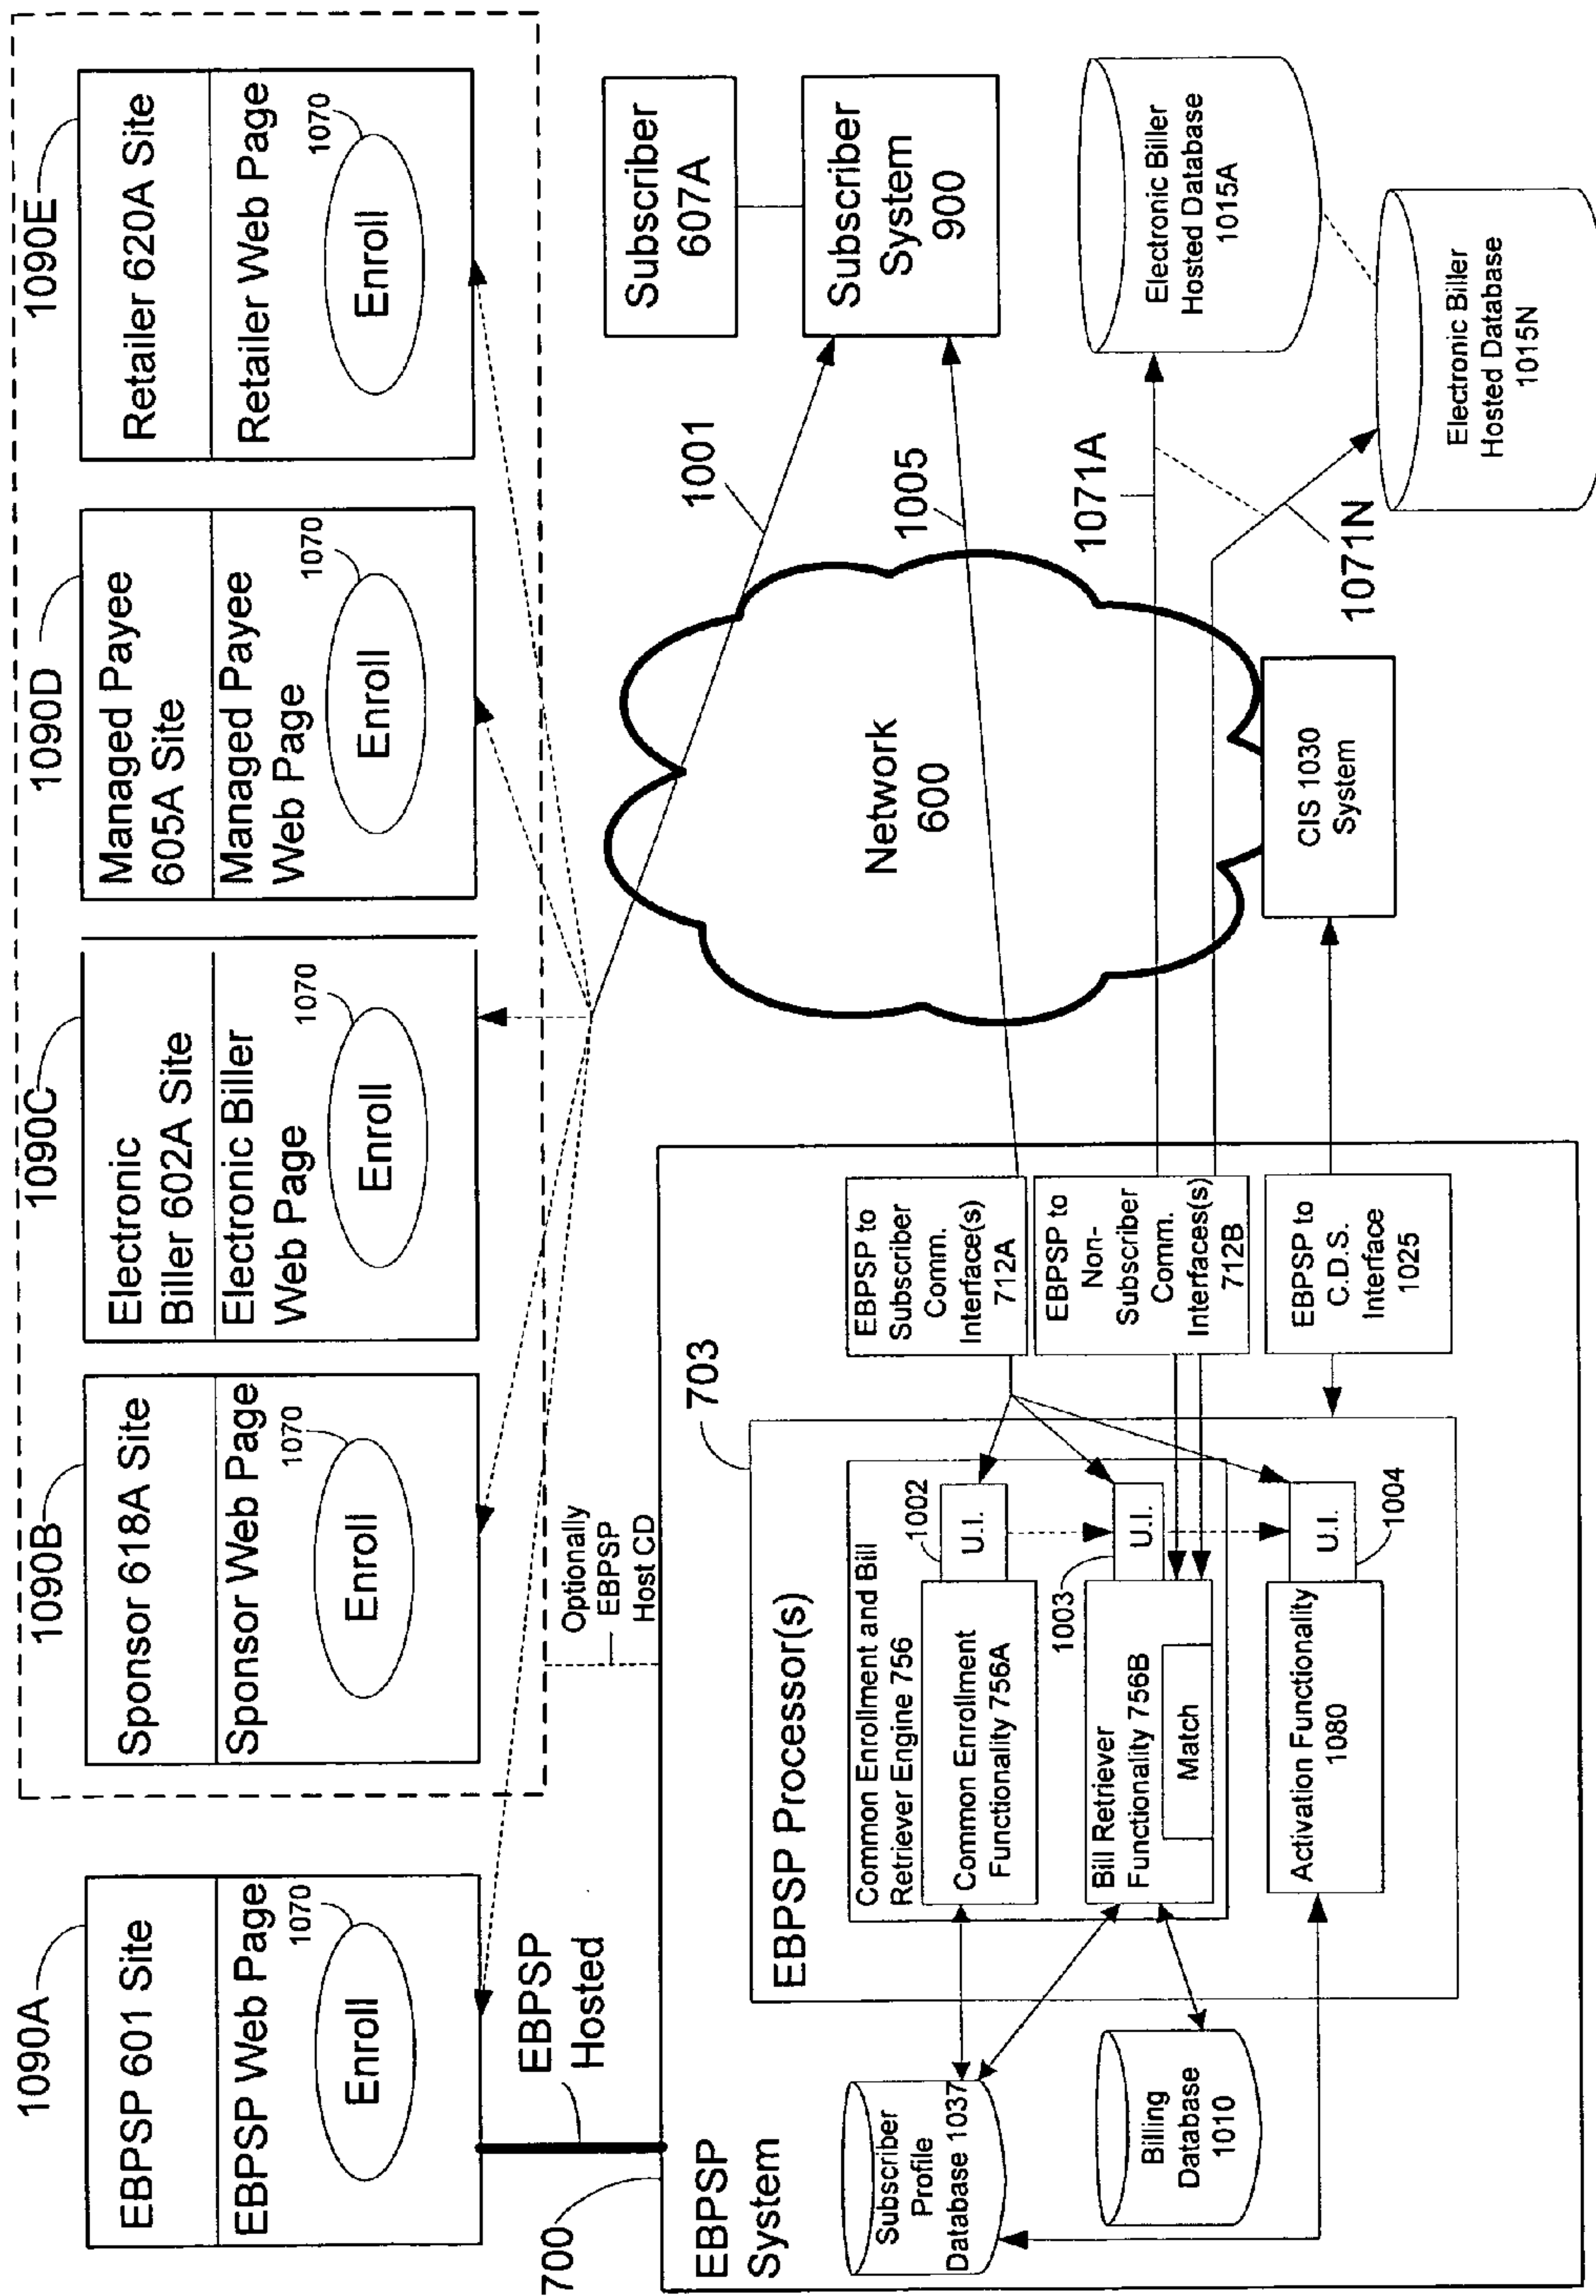 1090A
EBPSP 601 Site
EBPSP Web Page
1070
Enroll
1090B
Sponsor 618A Site
Sponsor Web Page
1070
Enroll
1090C
Electronic
Biller 602A Site
Electronic Biller
Web Page
1070
Enroll
1090D
Managed Payee
605A Site
Managed Payee
Web Page
1070
Enroll
1090E
Retailer 620A Site
Retailer Web Page
1070
Enroll
EBPSP
Hosted
Optionally
EBPSP
Host CD
700
EBPSP
System
703
EBPSP Processor(s)
Common Enrollment and Bill
Retriever Engine 756
Common Enrollment
Functionality 756A
1002
U.I.
Bill Retriever
Functionality 756B
Match
1003
U.I.
Activation Functionality
1080
U.I.
1004
Subscriber
Profile
Database 1037
Billing
Database
1010
EBPSP to
Subscriber
Comm.
Interface(s)
712A
EBPSP to
Non-
Subscriber
Comm.
Interfaces(s)
712B
EBPSP to
C.D.S.
Interface
1025
Network
600
CIS 1030
System
1001
1005
1071A
1071N
Subscriber
607A
Subscriber
System
900
Electronic Biller
Hosted Database
1015A
Electronic Biller
Hosted Database
1015N